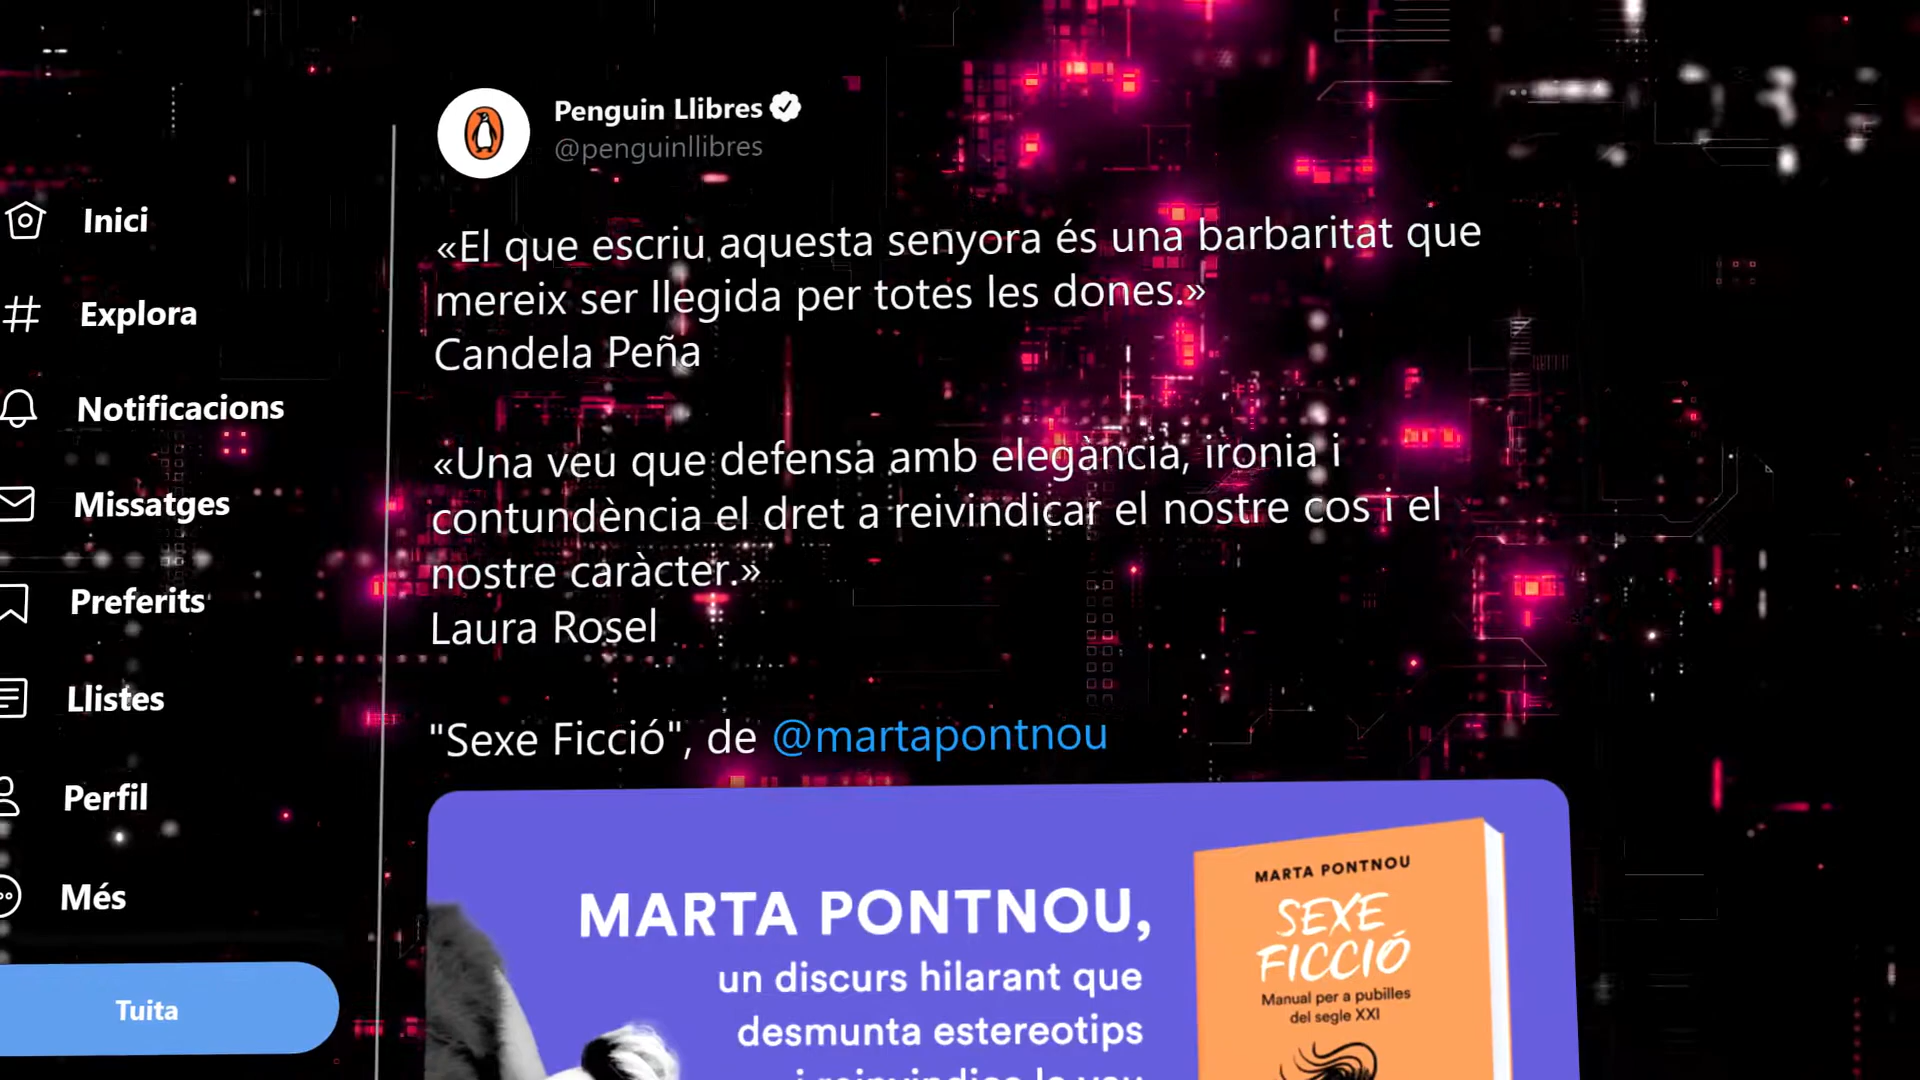 Penguin Llibres
@penguinllibres
Inici
Explora
Notificacions
Missatges
Preferits
Llistes
Perfil
Més
Tuita
«El que escriu aquesta senyora és una barbaritat que
mereix ser llegida per totes les dones.»
Candela Peña
«Una veu que defensa amb elegància, ironia i
contundència el dret a reivindicar el nostre cos i el
nostre caràcter.»
Laura Rosel
"Sexe Ficció", de @martapontnou
MARTA PONTNOU,
un discurs hilarant que
desmunta estereotips
MARTA PONTNOU
SEXE
FICCIÓ
Manual per a pubilles
del segle XXI